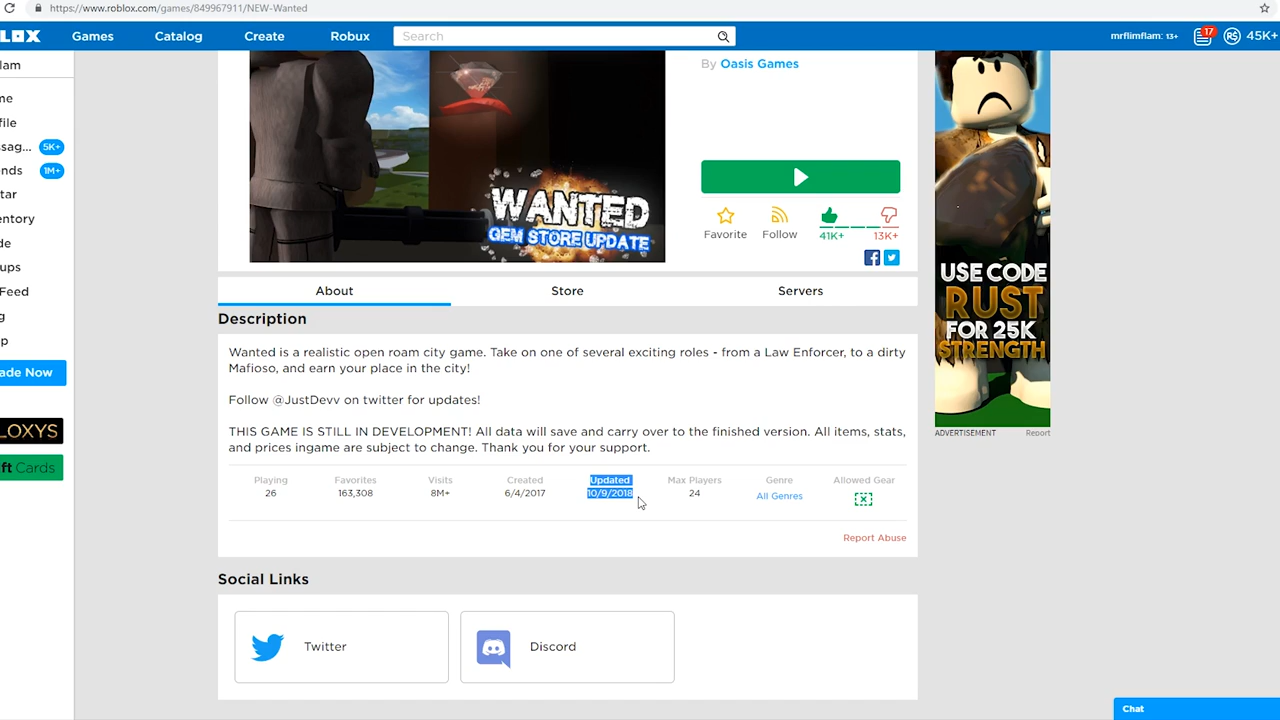 https://www.roblox.com/games/849967911/NEW-Wanted
LOX
Games
Catalog
Create
Robux
Search
mrflimflam: 13+
17
45K+
lam
me
file
ssag... 5K+
nds 1M+
tar
entory
de
ups
Feed
g
p
ade Now
LOXYS
ft Cards
WANTED
GEM STORE UPDATE
By Oasis Games
Favorite
Follow
41K+
13K+
About
Store
Servers
Description
Wanted is a realistic open roam city game. Take on one of several exciting roles - from a Law Enforcer, to a dirty
Mafioso, and earn your place in the city!
Follow @JustDevv on twitter for updates!
THIS GAME IS STILL IN DEVELOPMENT! All data will save and carry over to the finished version. All items, stats,
and prices ingame are subject to change. Thank you for your support.
Playing
26
Favorites
163,308
Visits
8M+
Created
6/4/2017
Updated
10/9/2018
Max Players
24
Genre
All Genres
Allowed Gear
Report Abuse
Social Links
Twitter
Discord
USE CODE
RUST
FOR 25K
STRENGTH
ADVERTISEMENT
Report
Chat